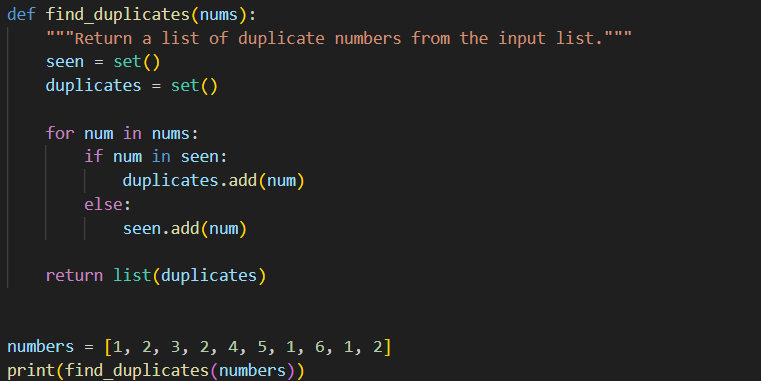 def find_duplicates(nums):
    """Return a list of duplicate numbers from the input list."""
    seen = set()
    duplicates = set()

    for num in nums:
        if num in seen:
            duplicates.add(num)
        else:
            seen.add(num)

    return list(duplicates)


numbers = [1, 2, 3, 2, 4, 5, 1, 6, 1, 2]
print(find_duplicates(numbers))